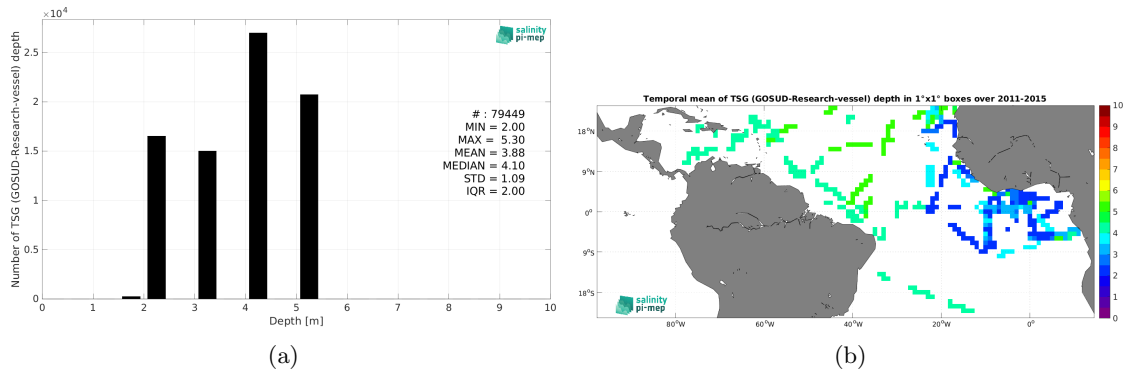 ×10⁴
2.5
2
1.5
1
0.5
0
Number of TSG (GOSUD-Research-vessel) depth
0 1 2 3 4 5 6 7 8 9 10
Depth [m]
salinity
pi-mep
# : 79449
MIN = 2.00
MAX = 5.30
MEAN = 3.88
MEDIAN = 4.10
STD = 1.09
IQR = 2.00
(a)
Temporal mean of TSG (GOSUD-Research-vessel) depth in 1°x1° boxes over 2011-2015
18°N
9°N
0°
9°S
18°S
80°W 60°W 40°W 20°W 0°
salinity
pi-mep
10
9
8
7
6
5
4
3
2
1
0
(b)